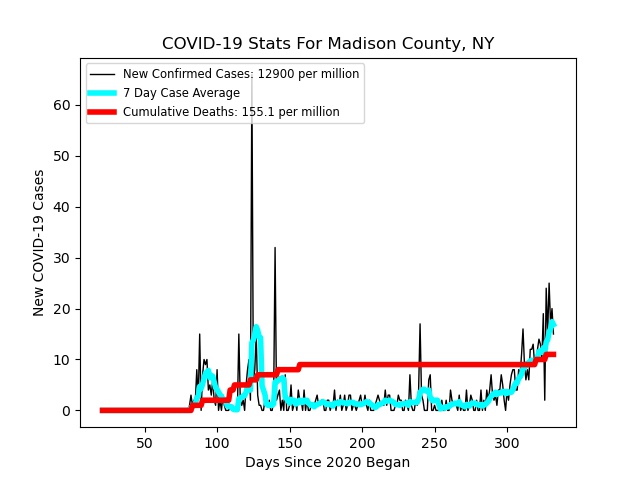 COVID-19 Stats For Madison County, NY
New Confirmed Cases: 12900 per million
7 Day Case Average
Cumulative Deaths: 155.1 per million
New COVID-19 Cases
60
50
40
30
20
10
0
50
100
150
200
250
300
Days Since 2020 Began